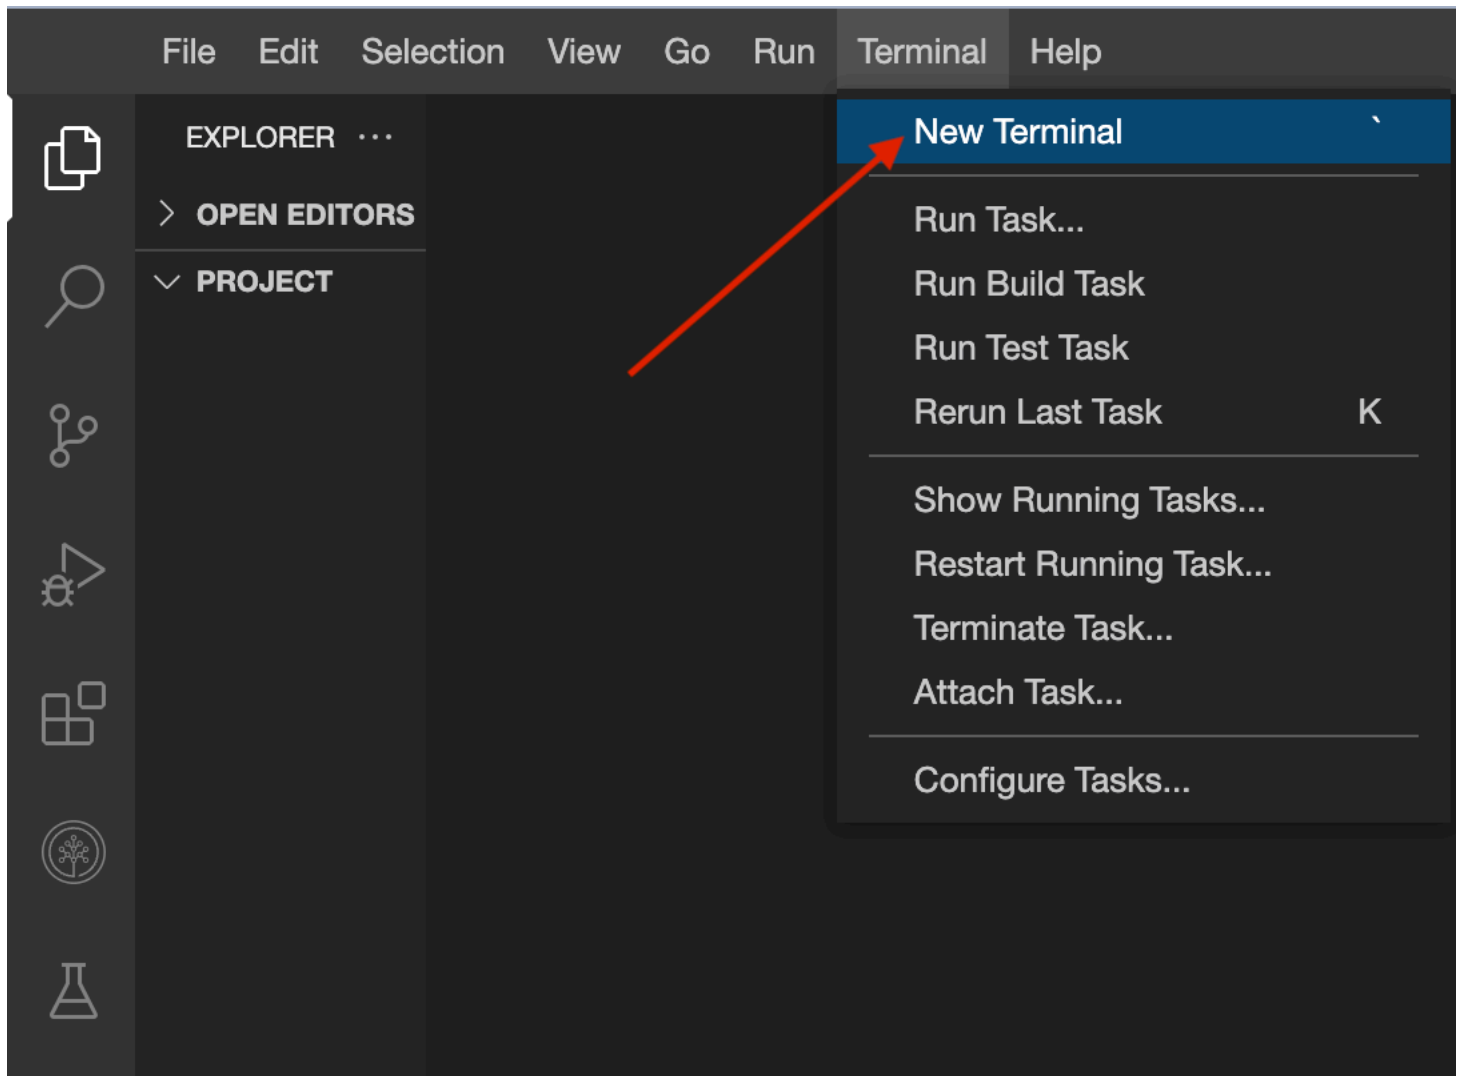 File Edit Selection View Go Run Terminal Help
EXPLORER ...
OPEN EDITORS
PROJECT
New Terminal `
Run Task...
Run Build Task
Run Test Task
Rerun Last Task K
Show Running Tasks...
Restart Running Task...
Terminate Task...
Attach Task...
Configure Tasks...